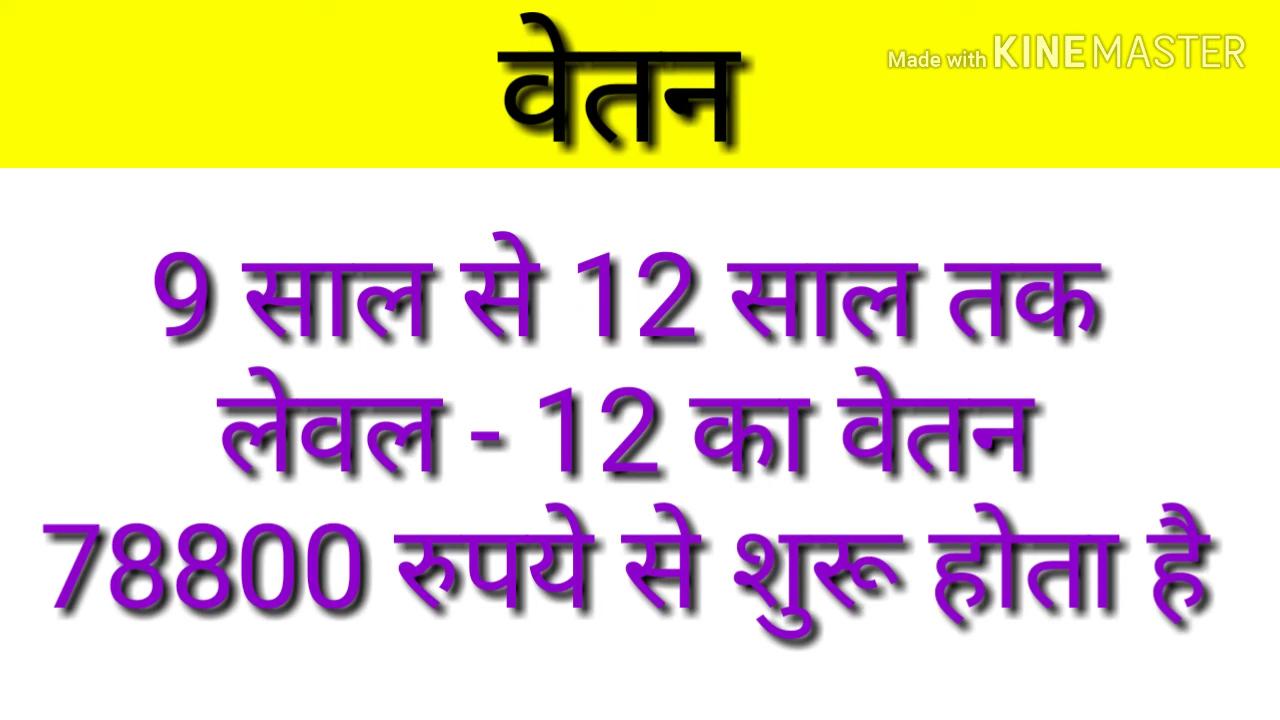 वेतन
Made with KINEMASTER
9 साल से 12 साल तक
लेवल - 12 का वेतन
78800 रुपये से शुरू होता है